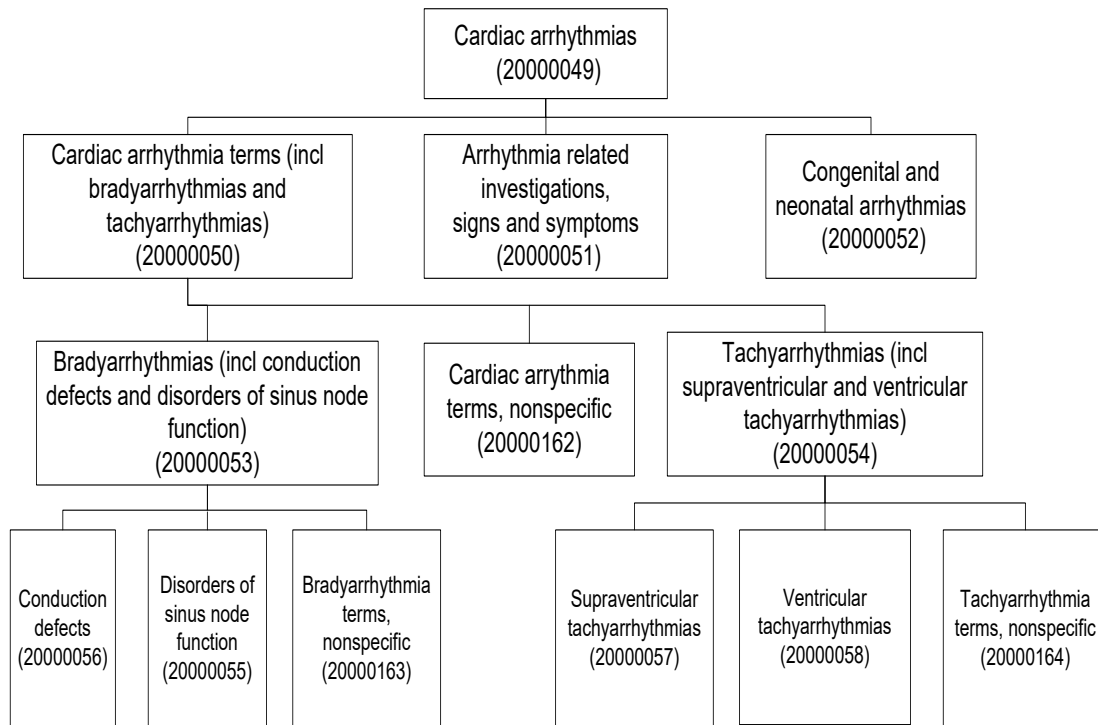 Cardiac arrhythmias
(20000049)
Cardiac arrhythmia terms (incl
bradyarrhythmias and
tachyarrhythmias)
(20000050)
Arrhythmia related
investigations,
signs and symptoms
(20000051)
Congenital and
neonatal arrhythmias
(20000052)
Bradyarrhythmias (incl conduction
defects and disorders of sinus node
function)
(20000053)
Cardiac arrythmia
terms, nonspecific
(20000162)
Tachyarrhythmias (incl
supraventricular and ventricular
tachyarrhythmias)
(20000054)
Conduction
defects
(20000056)
Disorders of
sinus node
function
(20000055)
Bradyarrhythmia
terms,
nonspecific
(20000163)
Supraventricular
tachyarrhythmias
(20000057)
Ventricular
tachyarrhythmias
(20000058)
Tachyarrhythmia
terms, nonspecific
(20000164)